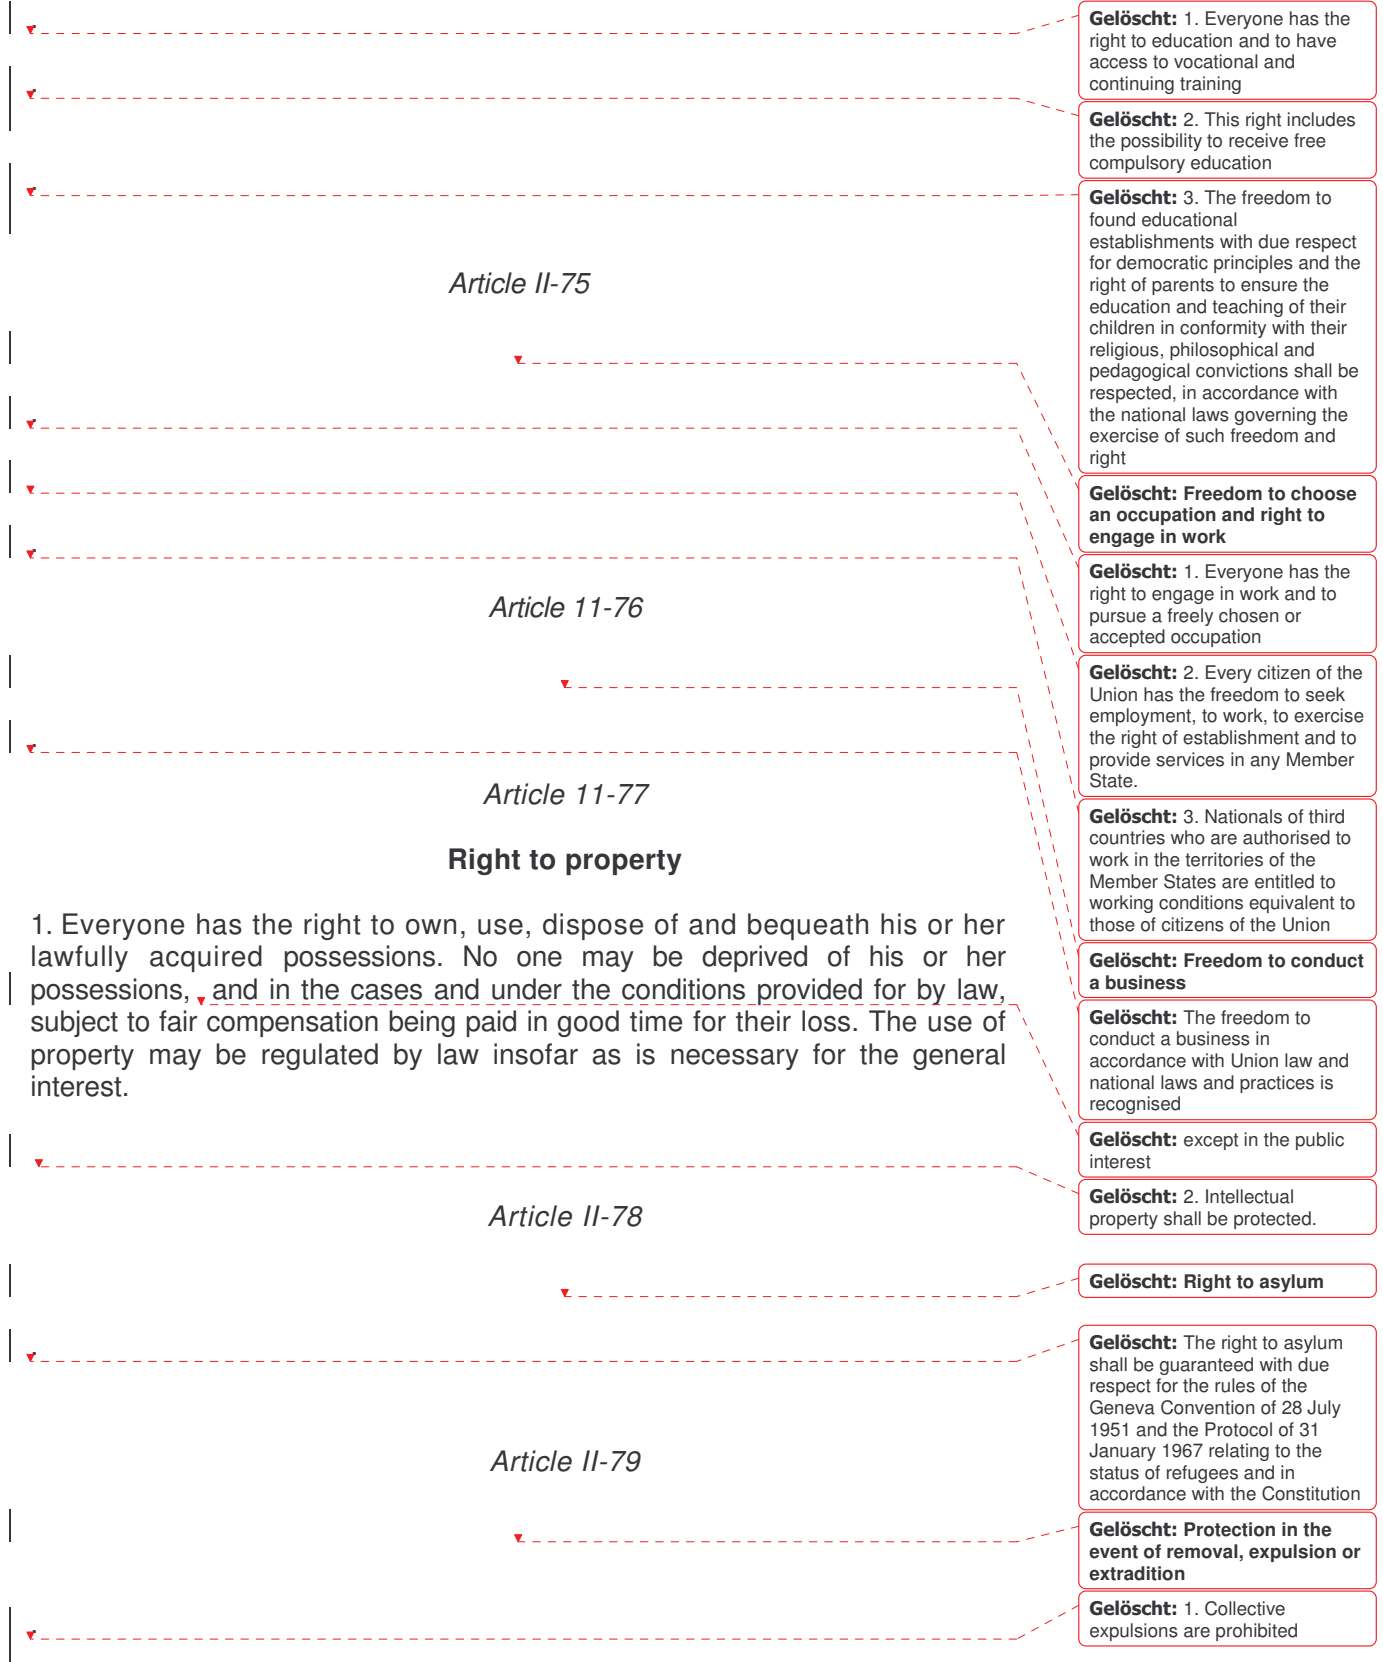 Gelöscht: 1. Everyone has the
right to education and to have
access to vocational and
continuing training
Gelöscht: 2. This right includes
the possibility to receive free
compulsory education
Gelöscht: 3. The freedom to
found educational
establishments with due respect
for democratic principles and the
right of parents to ensure the
education and teaching of their
children in conformity with their
religious, philosophical and
pedagogical convictions shall be
respected, in accordance with
the national laws governing the
exercise of such freedom and
right
Article II-75
Gelöscht: Freedom to choose
an occupation and right to
engage in work
Gelöscht: 1. Everyone has the
right to engage in work and to
pursue a freely chosen or
accepted occupation
Gelöscht: 2. Every citizen of the
Union has the freedom to seek
employment, to work, to exercise
the right of establishment and to
provide services in any Member
State.
Gelöscht: 3. Nationals of third
countries who are authorised to
work in the territories of the
Member States are entitled to
working conditions equivalent to
those of citizens of the Union
Article 11-76
Gelöscht: Freedom to conduct
a business
Gelöscht: The freedom to
conduct a business in
accordance with Union law and
national laws and practices is
recognised
Article 11-77
Right to property
1. Everyone has the right to own, use, dispose of and bequeath his or her
lawfully acquired possessions. No one may be deprived of his or her
possessions, and in the cases and under the conditions provided for by law,
subject to fair compensation being paid in good time for their loss. The use of
property may be regulated by law insofar as is necessary for the general
interest.
Gelöscht: except in the public
interest
Gelöscht: 2. Intellectual
property shall be protected.
Article II-78
Gelöscht: Right to asylum
Gelöscht: The right to asylum
shall be guaranteed with due
respect for the rules of the
Geneva Convention of 28 July
1951 and the Protocol of 31
January 1967 relating to the
status of refugees and in
accordance with the Constitution
Article II-79
Gelöscht: Protection in the
event of removal, expulsion or
extradition
Gelöscht: 1. Collective
expulsions are prohibited